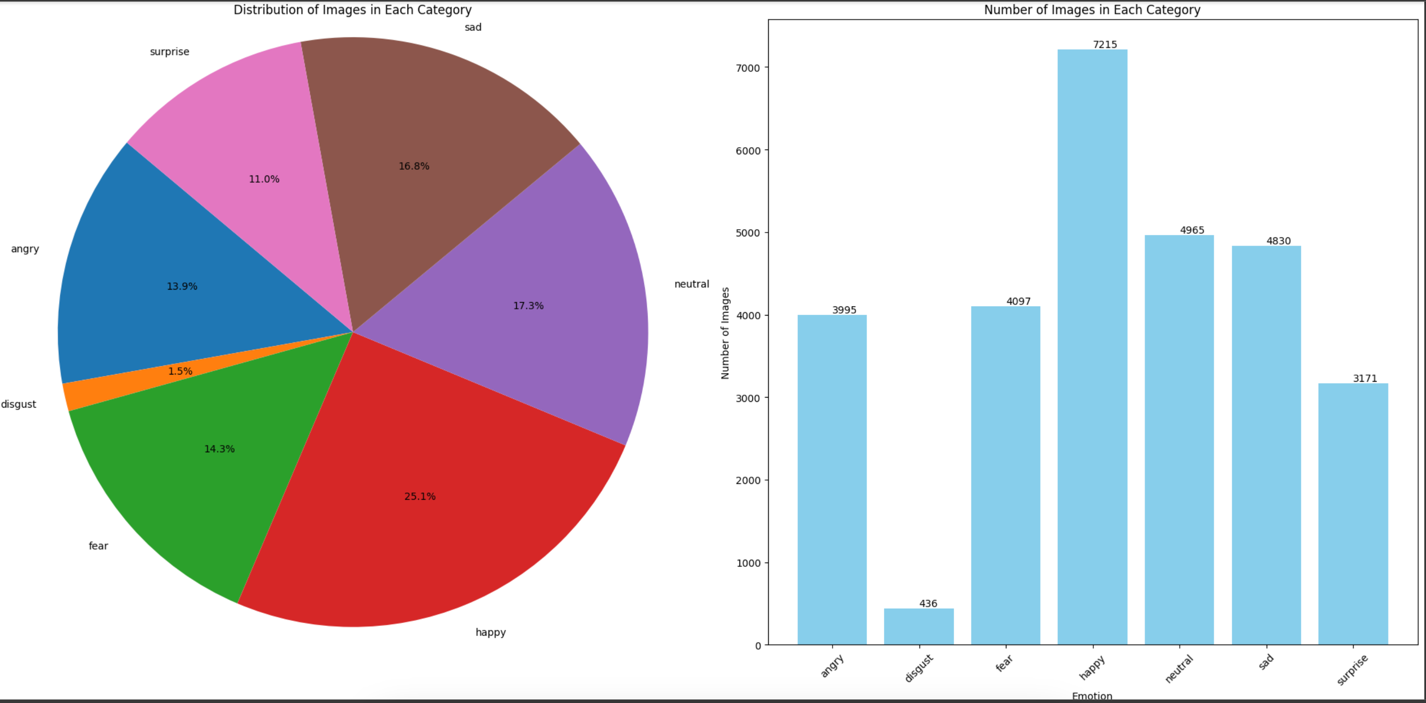 Distribution of Images in Each Category
sad
surprise
16.8%
11.0%
angry
neutral
13.9%
17.3%
1.5%
disgust
14.3%
25.1%
fear
happy
Number of Images in Each Category
7215
7000
6000
5000
4965
4830
4097
4000
3995
3171
3000
2000
1000
436
0
Number of Images
angry
disgust
fear
happy
neutral
sad
surprise
Emotion